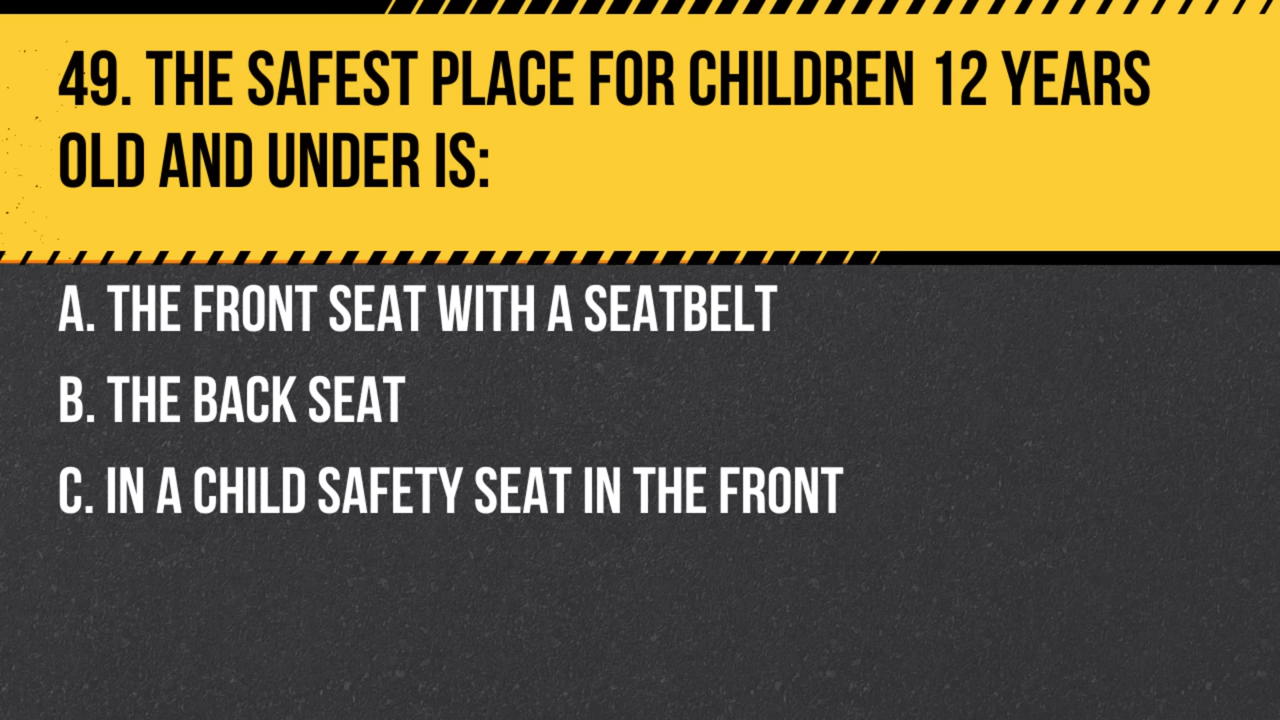 49. THE SAFEST PLACE FOR CHILDREN 12 YEARS
OLD AND UNDER IS:
A. THE FRONT SEAT WITH A SEATBELT
B. THE BACK SEAT
C. IN A CHILD SAFETY SEAT IN THE FRONT